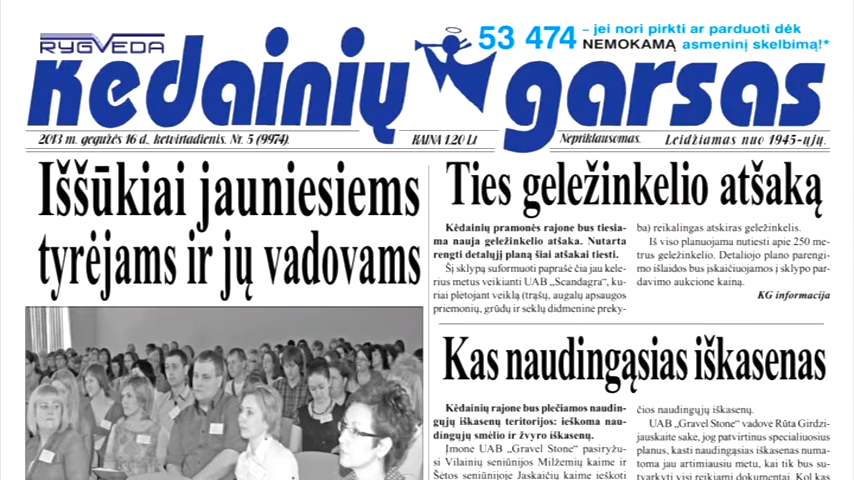 RYGVEDA
53 474 – jei nori pirkti ar parduoti dėk
NEMOKAMĄ asmeninį skelbimą!*
Kėdainių garsas
2013 m. gegužės 16 d., ketvirtadienis. Nr. 5 (9974).
KAINA 1.20 Lt
Nepriklausomas. Leidžiamas nuo 1945-ųjų.
Iššūkiai jauniesiems
tyrėjams ir jų vadovams
Ties geležinkelio atšaką
Kėdainių pramonės rajone bus tiesia-
ma nauja geležinkelio atšaka. Nutarta
rengti detalųjį planą šiai atšakai tiesti.
Šį sklypą suformuoti paprašė čia jau kele-
rius metus veikianti UAB „Scandagra“, ku-
riai plėtojant veiklą (trąšų, augalų apsaugos
priemonių, grūdų ir sėklų didmeninė preky-
ba) reikalingas atskiras geležinkelis.
Iš viso planuojama nutiesti apie 250 met-
rus geležinkelio. Detaliojo plano parengi-
mo išlaidos bus įskaičiuojamos į sklypo par-
davimo aukcione kainą.
KG informacija
Kas naudingąsias iškasenas
Kėdainių rajone bus plečiamos naudin-
gųjų iškasenų teritorijos: ieškoma nau-
dingųjų smėlio ir žvyro iškasenų.
Įmonė UAB „Gravel Stone“ pasiryžu-
si Vilainių seniūnijos Milžemių kaime ir
Šėtos seniūnijoje Jaskaičių kaime ieškoti
čios naudingųjų iškasenų.
UAB „Gravel Stone“ vadovė Rūta Girdzi-
jauskaitė sakė, jog patvirtinus specialiuosius
planus, kasti naudingąsias iškasenas numa-
toma jau artimiausiu metu, kai tik bus su-
tvarkyti visi reikiami dokumentai. Kol kas